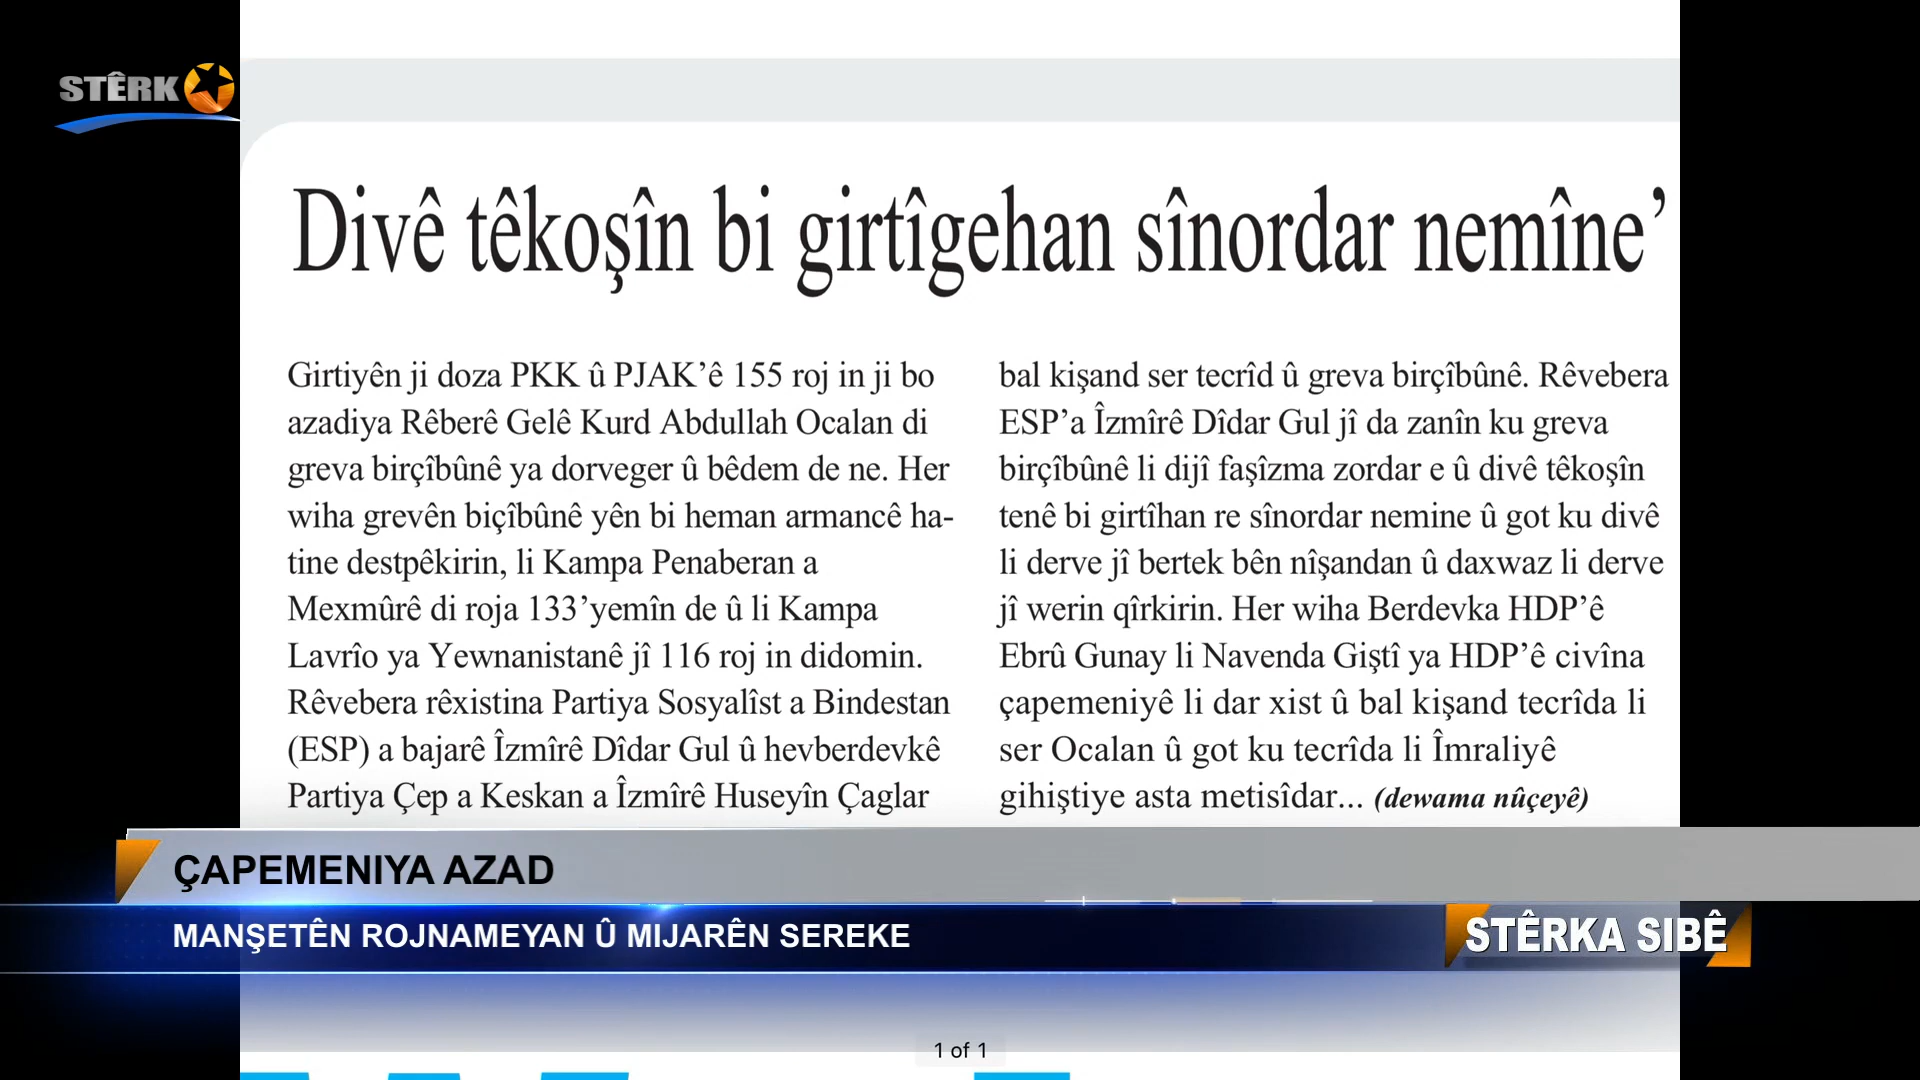 STÊRK
Divê têkoşîn bi girtîgehan sînordar nemîne’
Girtiyên ji doza PKK û PJAK’ê 155 roj in ji bo
azadiya Rêberê Gelê Kurd Abdullah Ocalan di
greva birçîbûnê ya dorveger û bêdem de ne. Her
wiha grevên biçîbûnê yên bi heman armancê ha-
tine destpêkirin, li Kampa Penaberan a
Mexmûrê di roja 133’yemîn de û li Kampa
Lavrîo ya Yewnanistanê jî 116 roj in didomin.
Rêvebera rêxistina Partiya Sosyalîst a Bindestan
(ESP) a bajarê Îzmîrê Dîdar Gul û hevberdevkê
Partiya Çep a Keskan a Îzmîrê Huseyîn Çaglar
bal kişand ser tecrîd û greva birçîbûnê. Rêvebera
ESP’a Îzmîrê Dîdar Gul jî da zanîn ku greva
birçîbûnê li dijî faşîzma zordar e û divê têkoşîn
tenê bi girtîhan re sînordar nemine û got ku divê
li derve jî bertek bên nîşandan û daxwaz li derve
jî werin qîrkirin. Her wiha Berdevka HDP’ê
Ebrû Gunay li Navenda Giştî ya HDP’ê civîna
çapemeniyê li dar xist û bal kişand tecrîda li
ser Ocalan û got ku tecrîda li Îmraliyê
gihiştiye asta metisîdar... (dewama nûçeyê)
ÇAPEMENIYA AZAD
MANŞETÊN ROJNAMEYAN Û MIJARÊN SEREKE
STÊRKA SIBÊ
1 of 1